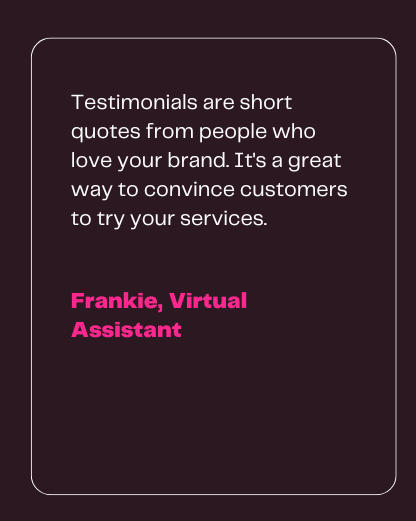 Testimonials are short
quotes from people who
love your brand. It's a great
way to convince customers
to try your services.
Frankie, Virtual
Assistant